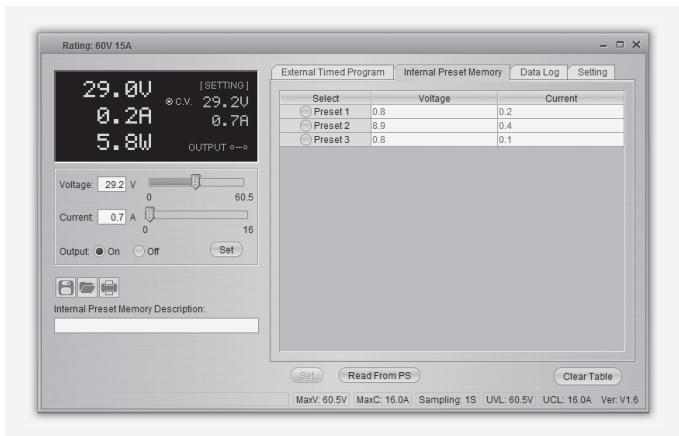 Rating: 60V 15A
29.0V
0.2A
5.8W
[SETTING]
C.V. 29.2V
0.7A
OUTPUT
Voltage: 29.2 V
0 60.5
Current: 0.7 A
0 16
Output: On Off Set
Internal Preset Memory Description:
External Timed Program Internal Preset Memory Data Log Setting
Select Voltage Current
Preset 1 0.8 0.2
Preset 2 8.9 0.4
Preset 3 0.8 0.1
Set Read From PS Clear Table
MaxV: 60.5V MaxC: 16.0A Sampling: 1S UVL: 60.5V UCL: 16.0A Ver: V1.6